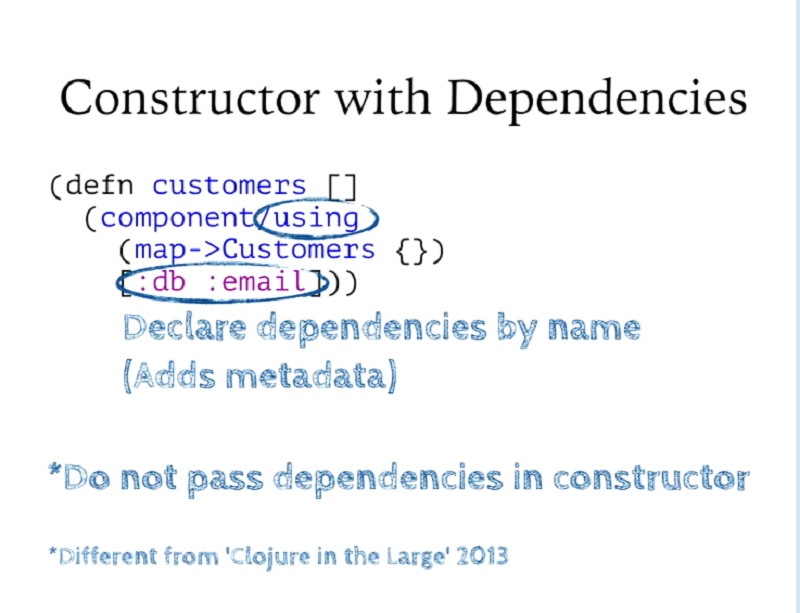 Constructor with Dependencies
(defn customers []
(component/using
(map->Customers {})
[:db :email]))
Declare dependencies by name
(Adds metadata)
*Do not pass dependencies in constructor
*Different from 'Clojure in the Large' 2013